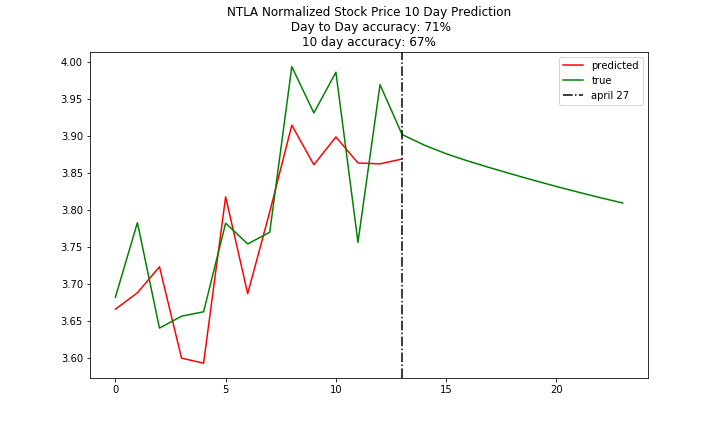 NTLA Normalized Stock Price 10 Day Prediction
Day to Day accuracy: 71%
10 day accuracy: 67%
4.00
3.95
3.90
3.85
3.80
3.75
3.70
3.65
3.60
0
5
10
15
20
predicted
true
april 27